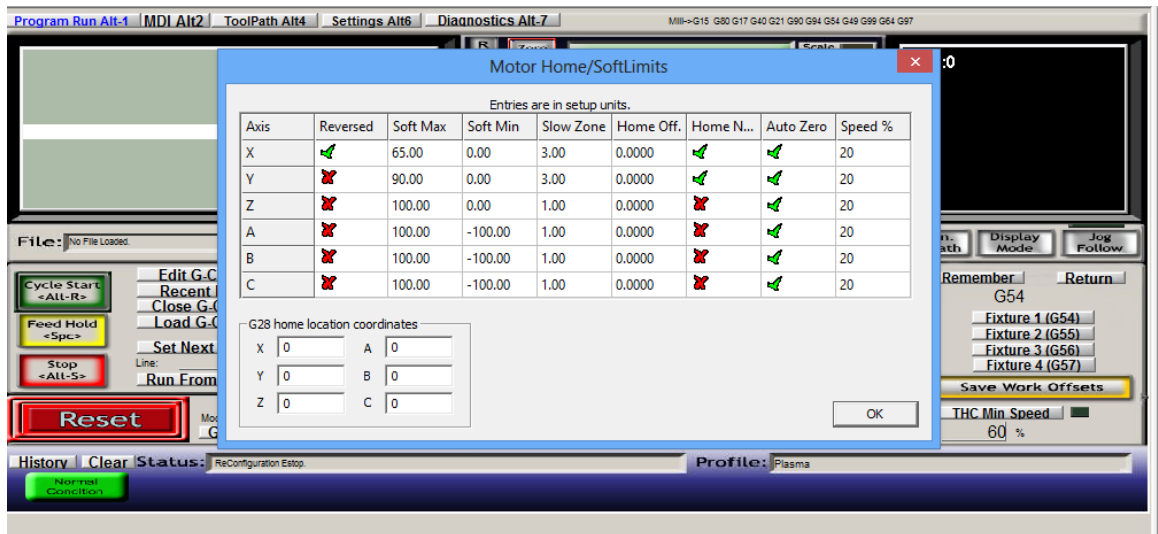 Program Run Alt-1 MDI Alt2 ToolPath Alt4 Settings Alt6 Diagnostics Alt-7 Mill->G15 G80 G17 G40 G21 G90 G94 G54 G49 G99 G64 G97
R Zero Scale
Motor Home/SoftLimits
:0
Entries are in setup units.
Axis Reversed Soft Max Soft Min Slow Zone Home Off. Home N... Auto Zero Speed %
X 65.00 0.00 3.00 0.0000 20
Y 90.00 0.00 3.00 0.0000 20
Z 100.00 0.00 1.00 0.0000 20
A 100.00 -100.00 1.00 0.0000 20
B 100.00 -100.00 1.00 0.0000 20
C 100.00 -100.00 1.00 0.0000 20
File: No File Loaded.
n. ath
Display Mode
Jog Follow
Cycle Start
<Alt-R>
Feed Hold
<Spc>
Stop
<Alt-S>
Edit G-C
Recent
Close G-C
Load G-C
Set Next
Line:
Run From
G28 home location coordinates
X 0 A 0
Y 0 B 0
Z 0 C 0
OK
Remember Return
G54
Fixture 1 (G54)
Fixture 2 (G55)
Fixture 3 (G56)
Fixture 4 (G57)
Save Work Offsets
Reset
Mo
G
THC Min Speed
60 %
History Clear Status: ReConfiguration Estop. Profile: Plasma
Normal
Condition